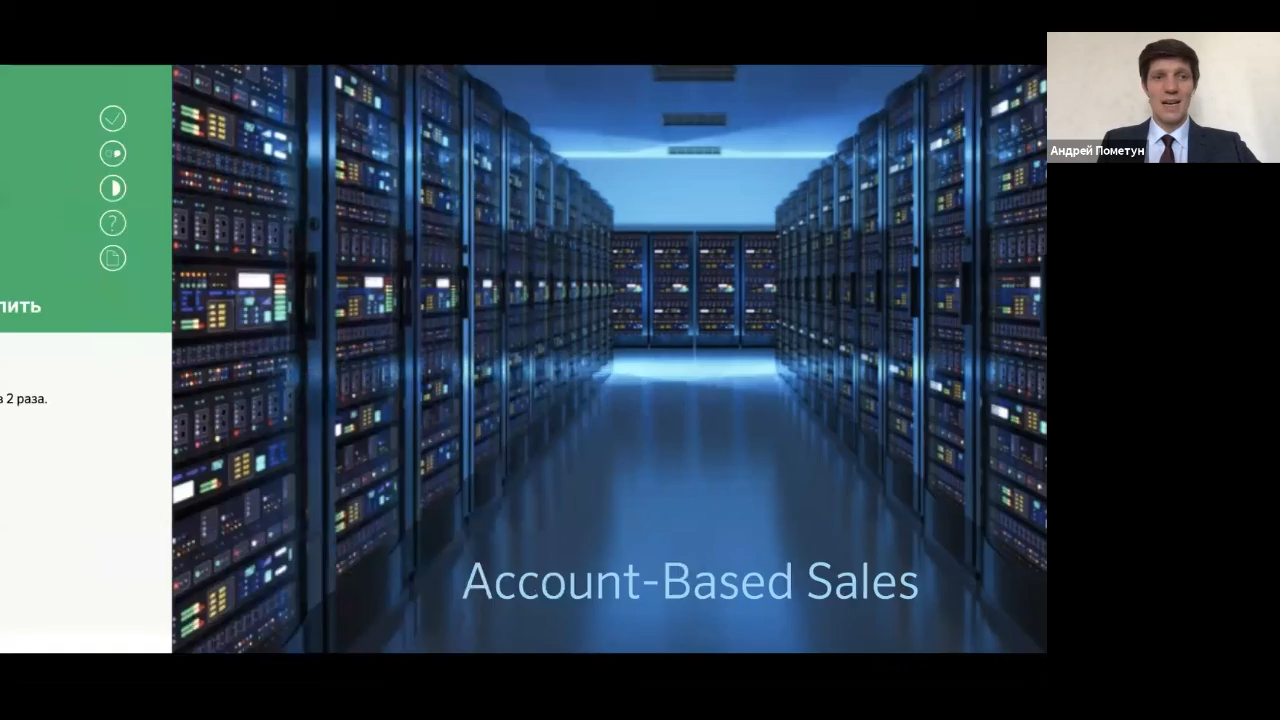 Андрей Пометун
лить
в 2 раза.
Account-Based Sales